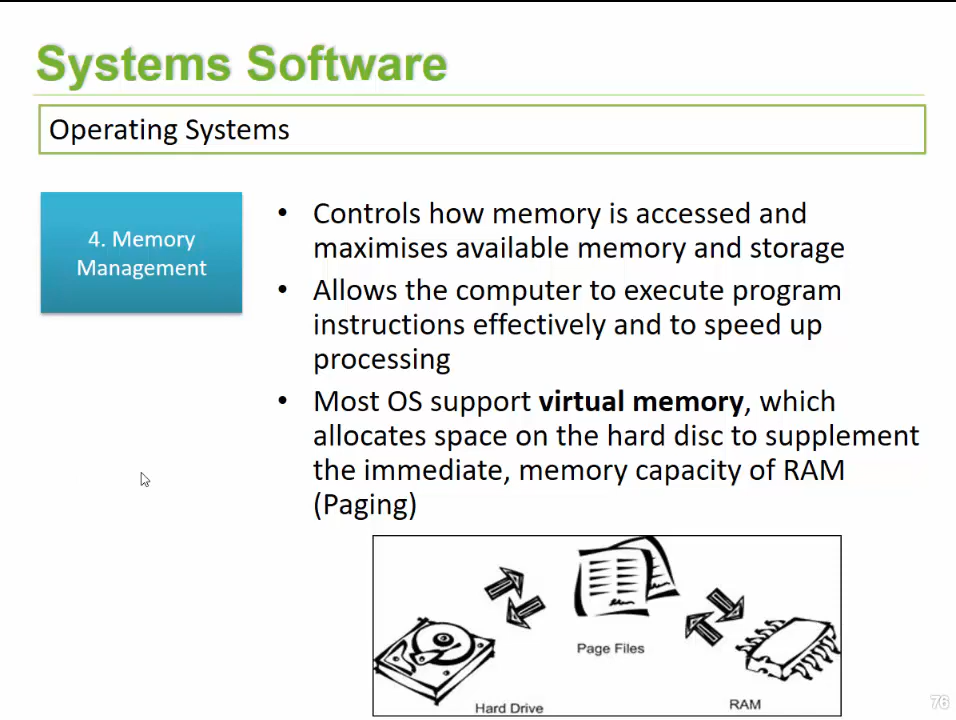 Systems Software
Operating Systems
4. Memory
Management
• Controls how memory is accessed and
maximises available memory and storage
• Allows the computer to execute program
instructions effectively and to speed up
processing
• Most OS support virtual memory, which
allocates space on the hard disc to supplement
the immediate, memory capacity of RAM
(Paging)
Page Files
Hard Drive
RAM
76